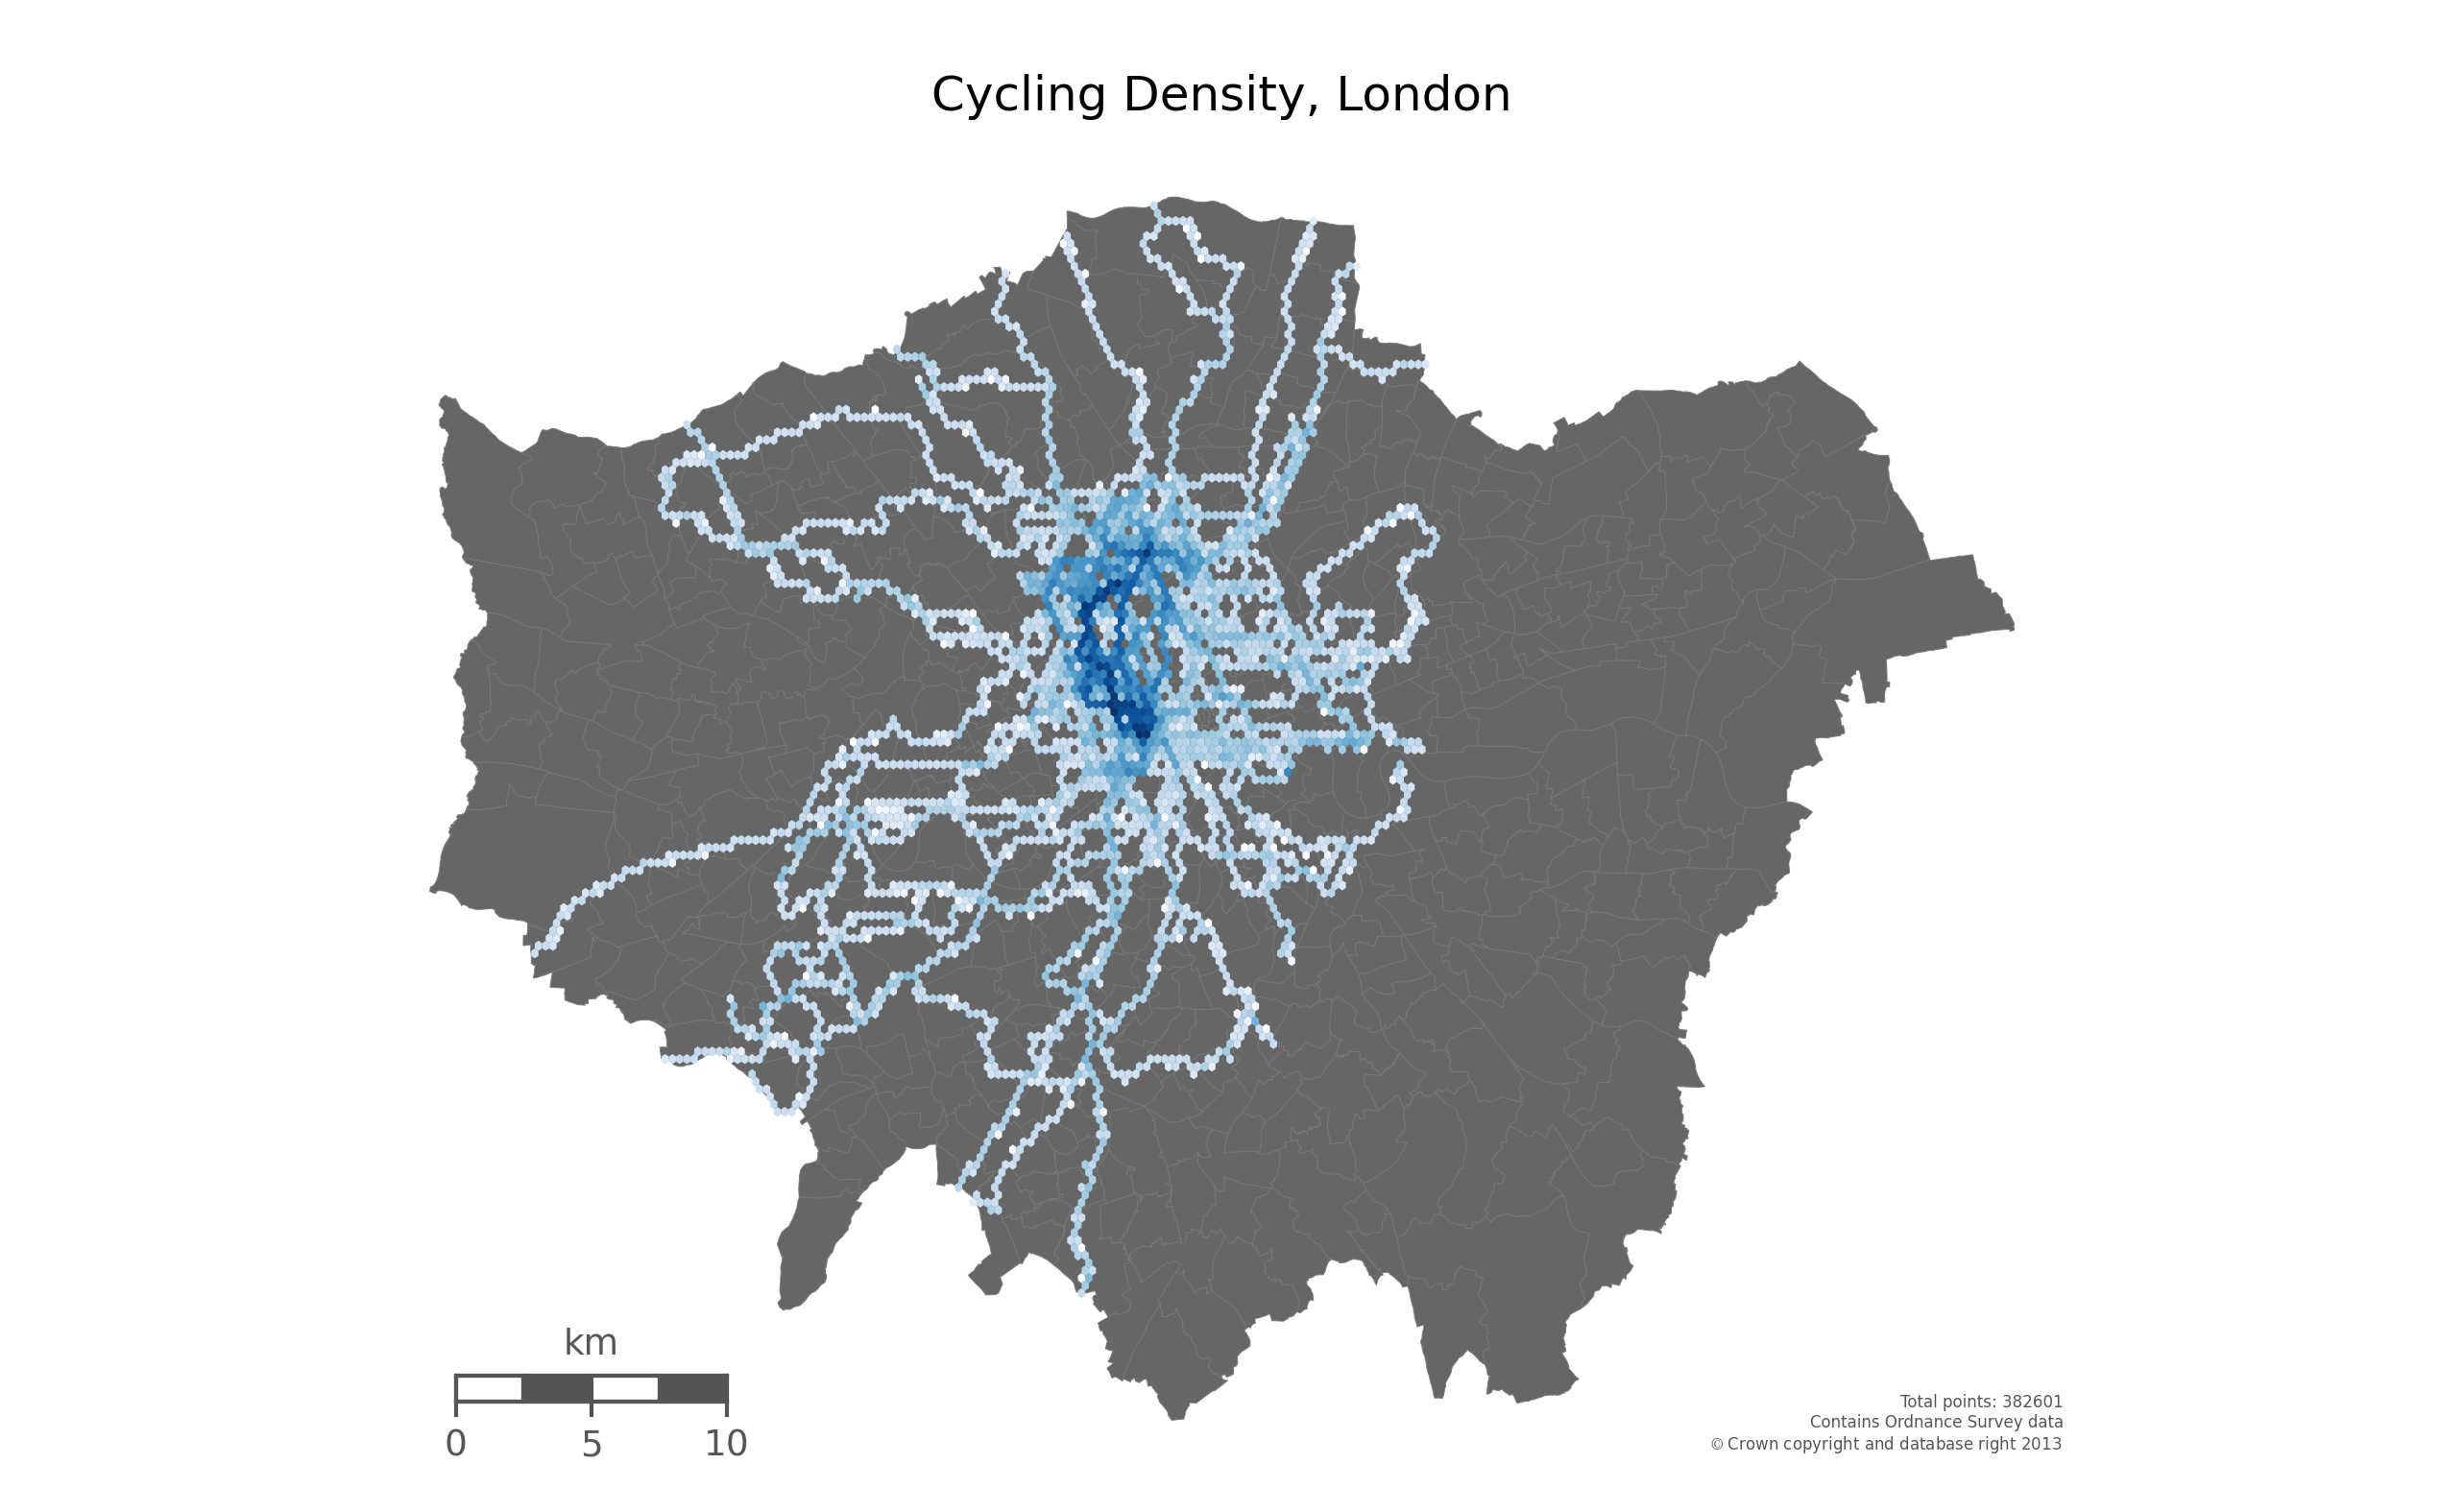 Cycling Density, London
km
0 5 10
Total points: 382601
Contains Ordnance Survey data
© Crown copyright and database right 2013